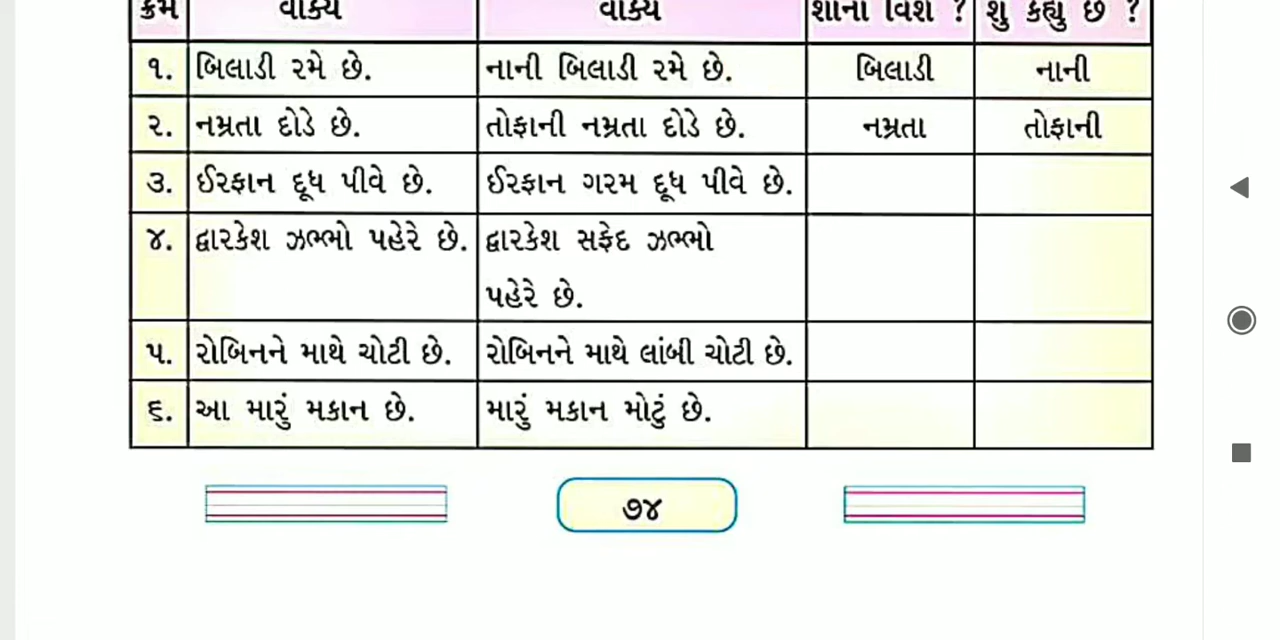 ક્રમ વાક્ય વાક્ય શાના વિશે ? શું કહ્યું છે ?
૧. બિલાડી રમે છે. નાની બિલાડી રમે છે. બિલાડી નાની
૨. નમ્રતા દોડે છે. તોફાની નમ્રતા દોડે છે. નમ્રતા તોફાની
૩. ઈરફાન દૂધ પીવે છે. ઈરફાન ગરમ દૂધ પીવે છે.
૪. દ્વારકેશ ઝભ્ભો પહેરે છે. દ્વારકેશ સફેદ ઝભ્ભો
પહેરે છે.
૫. રોબિનને માથે ચોટી છે. રોબિનને માથે લાંબી ચોટી છે.
૬. આ મારું મકાન છે. મારું મકાન મોટું છે.
૭૪